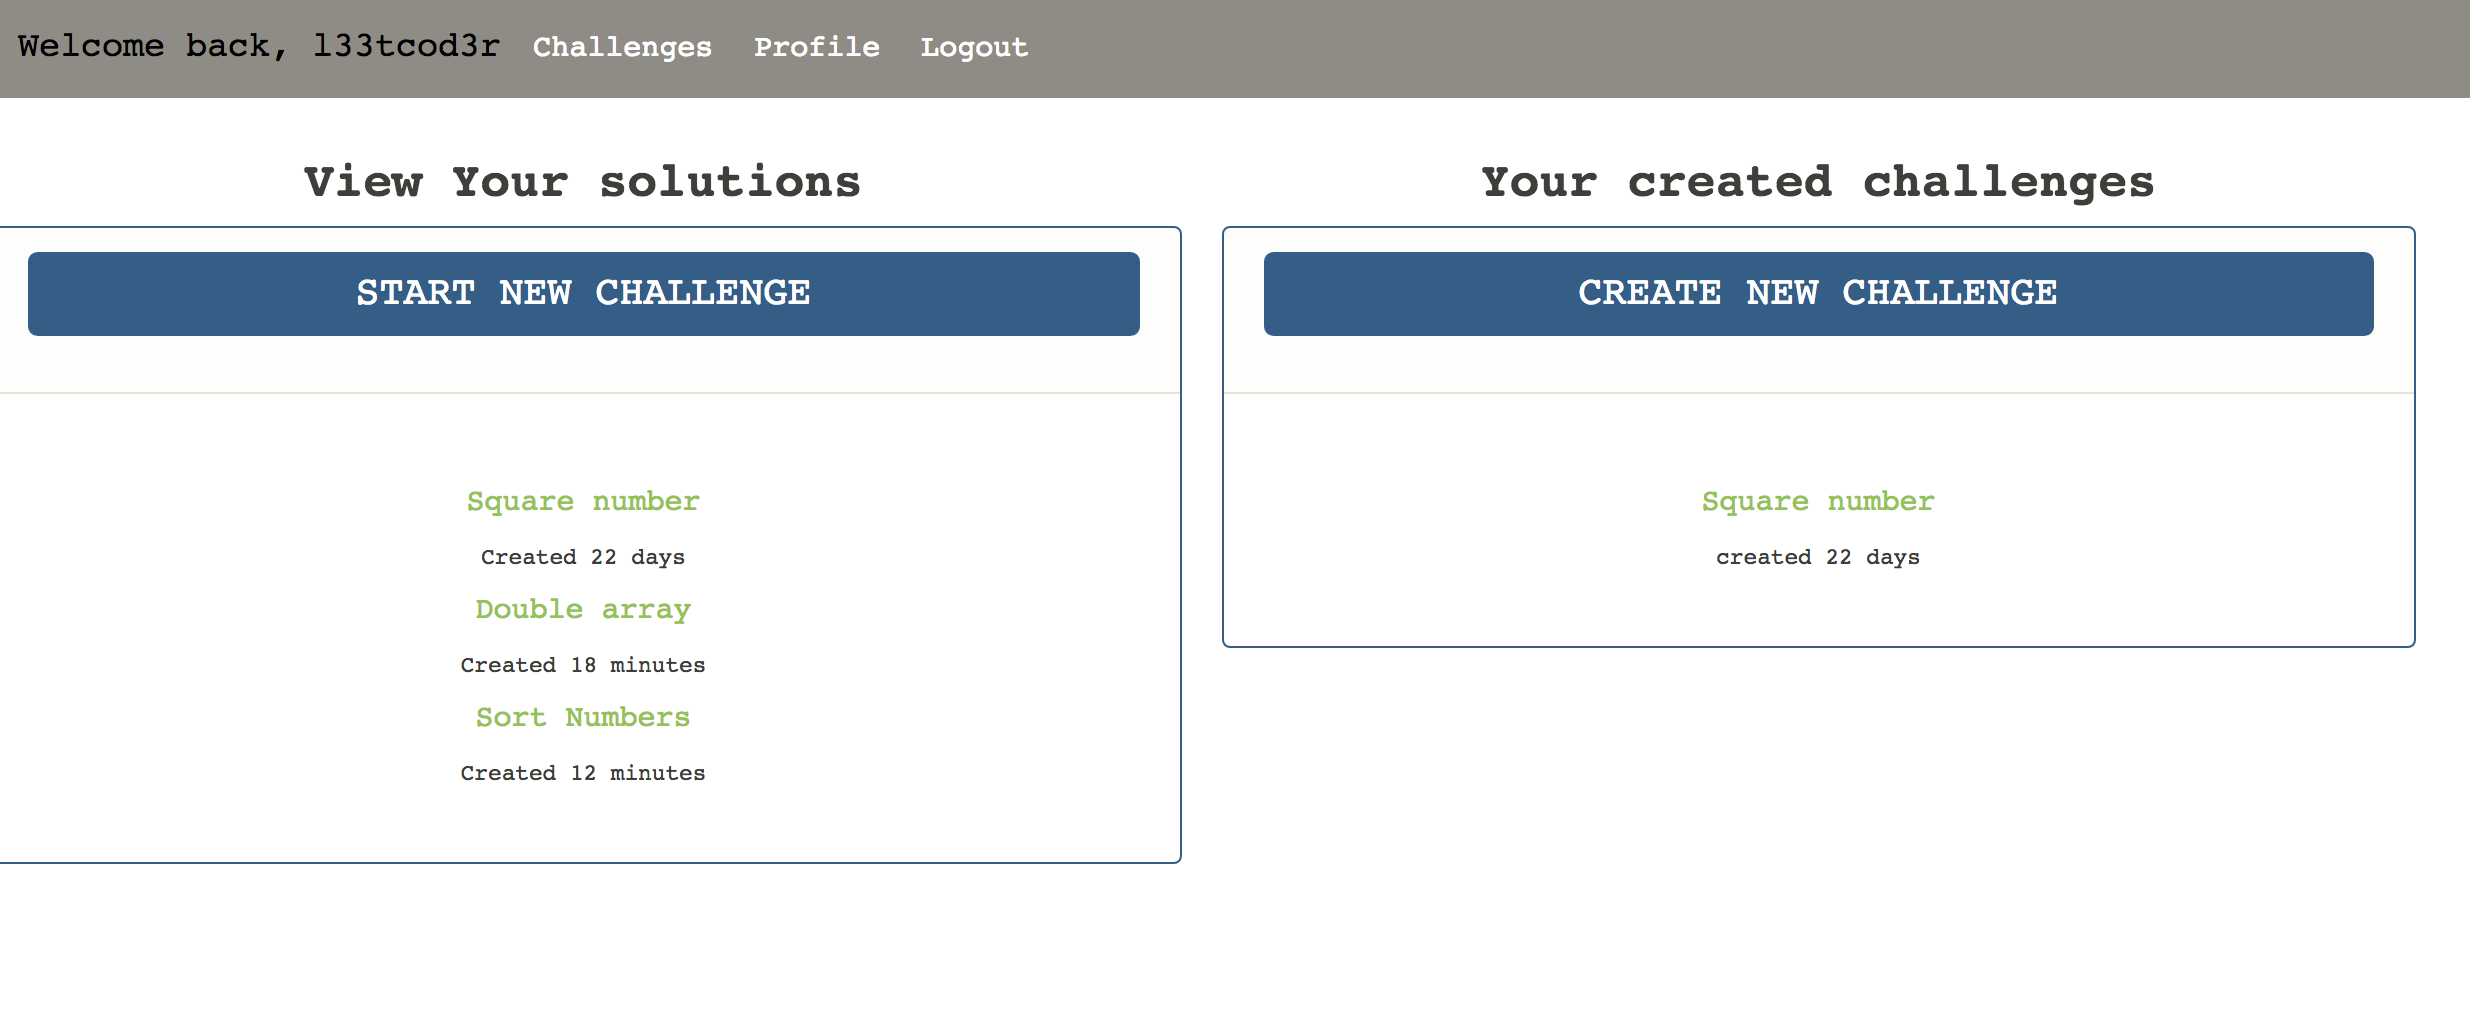 Welcome back, l33tcod3r Challenges Profile Logout
View Your solutions
START NEW CHALLENGE
Square number
Created 22 days
Double array
Created 18 minutes
Sort Numbers
Created 12 minutes
Your created challenges
CREATE NEW CHALLENGE
Square number
created 22 days